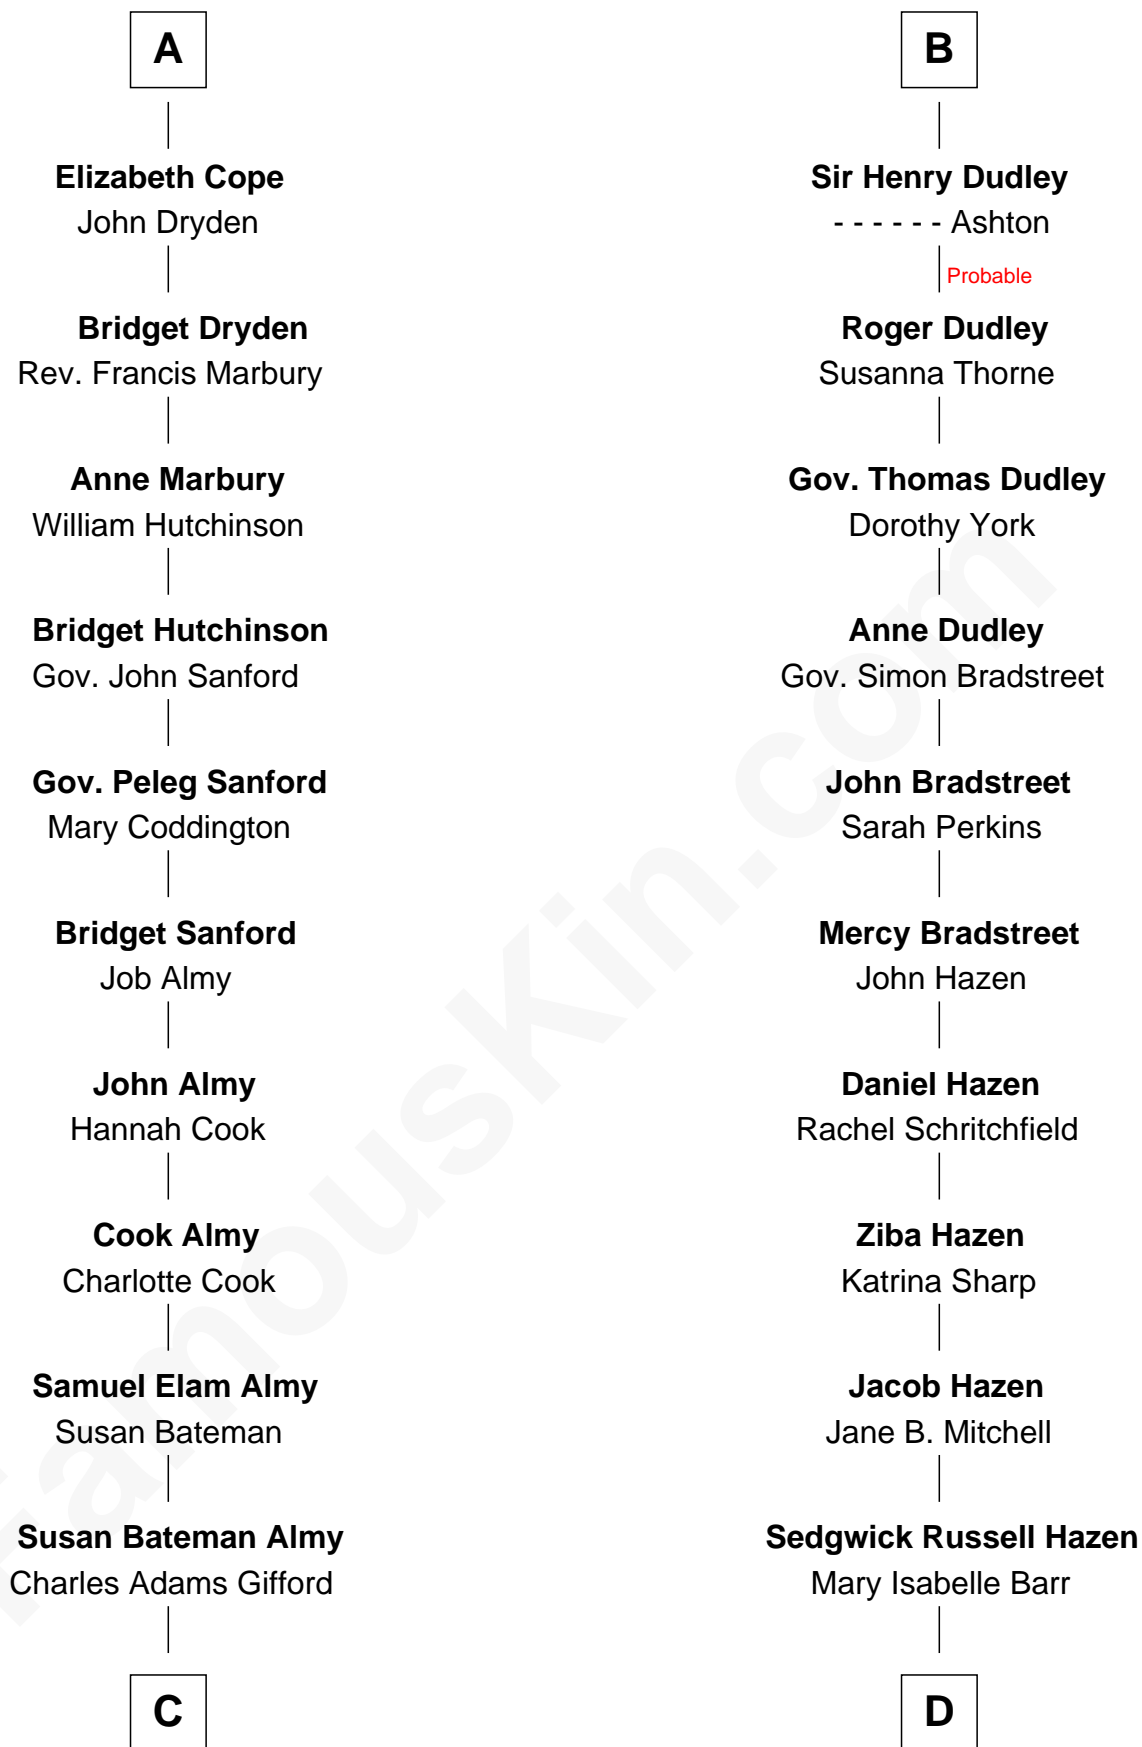 A
Elizabeth Cope
John Dryden
Bridget Dryden
Rev. Francis Marbury
Anne Marbury
William Hutchinson
Bridget Hutchinson
Gov. John Sanford
Gov. Peleg Sanford
Mary Coddington
Bridget Sanford
Job Almy
John Almy
Hannah Cook
Cook Almy
Charlotte Cook
Samuel Elam Almy
Susan Bateman
Susan Bateman Almy
Charles Adams Gifford
C
B
Sir Henry Dudley
- - - - - - Ashton
Probable
Roger Dudley
Susanna Thorne
Gov. Thomas Dudley
Dorothy York
Anne Dudley
Gov. Simon Bradstreet
John Bradstreet
Sarah Perkins
Mercy Bradstreet
John Hazen
Daniel Hazen
Rachel Schritchfield
Ziba Hazen
Katrina Sharp
Jacob Hazen
Jane B. Mitchell
Sedgwick Russell Hazen
Mary Isabelle Barr
D
FamousKin.com